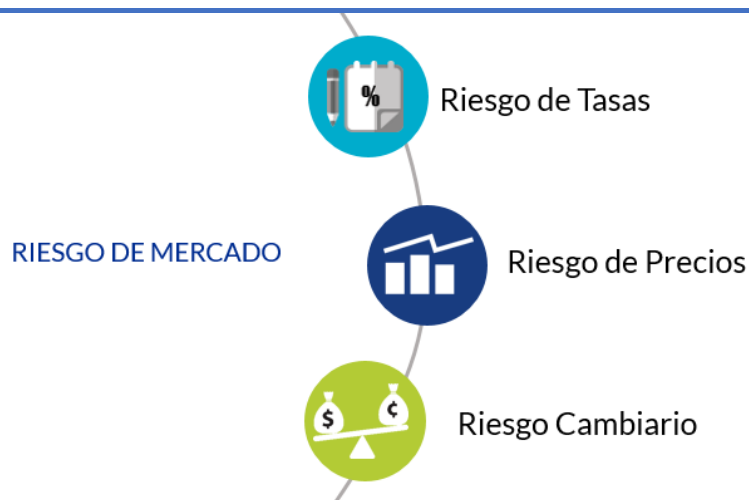 %
Riesgo de Tasas
RIESGO DE MERCADO
Riesgo de Precios
$ ¢
Riesgo Cambiario